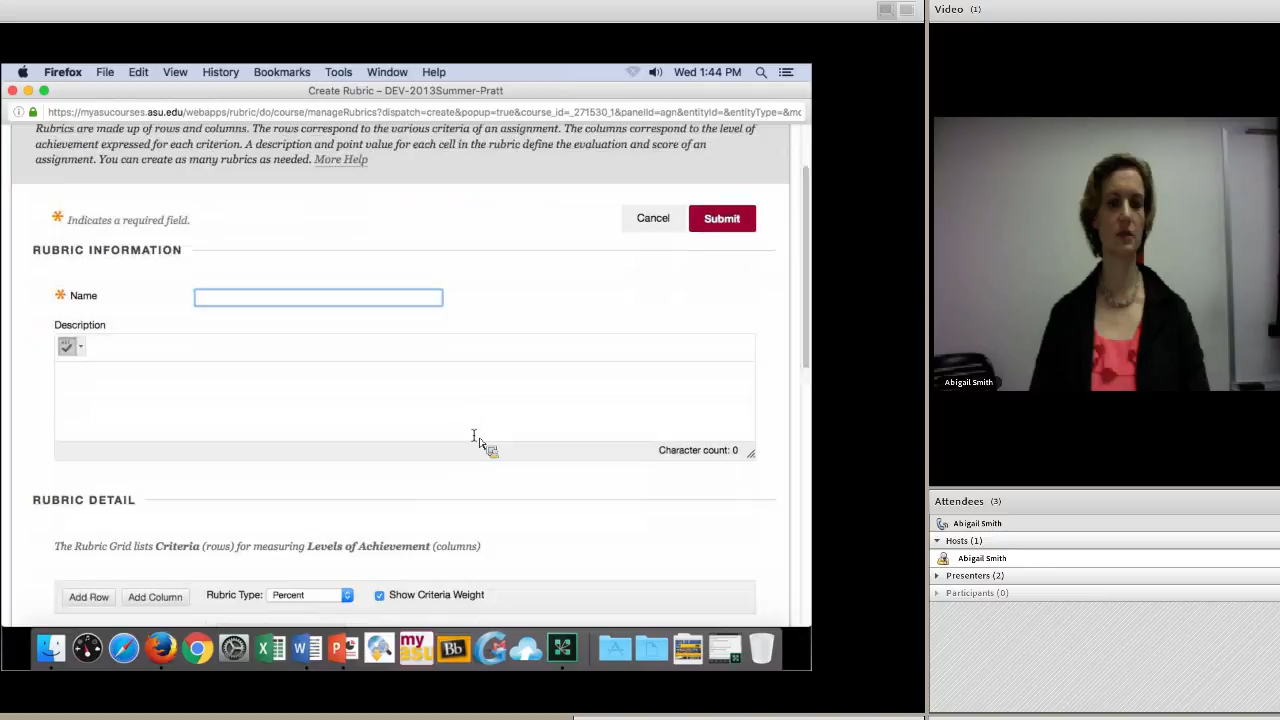 Video (1)
Firefox File Edit View History Bookmarks Tools Window Help Wed 1:44 PM
Create Rubric – DEV-2013Summer-Pratt
https://myasucourses.asu.edu/webapps/rubric/do/course/manageRubrics?dispatch=create&popup=true&course_id=_271530_1&panelId=agn&entityId=&entityType=&mc
Rubrics are made up of rows and columns. The rows correspond to the various criteria of an assignment. The columns correspond to the level of
achievement expressed for each criterion. A description and point value for each cell in the rubric define the evaluation and score of an
assignment. You can create as many rubrics as needed. More Help
* Indicates a required field.
Cancel Submit
RUBRIC INFORMATION
* Name
Description
Character count: 0
RUBRIC DETAIL
The Rubric Grid lists Criteria (rows) for measuring Levels of Achievement (columns)
Add Row Add Column Rubric Type: Percent Show Criteria Weight
my
Bb
Abigail Smith
Attendees (3)
Abigail Smith
Hosts (1)
Abigail Smith
Presenters (2)
Participants (0)